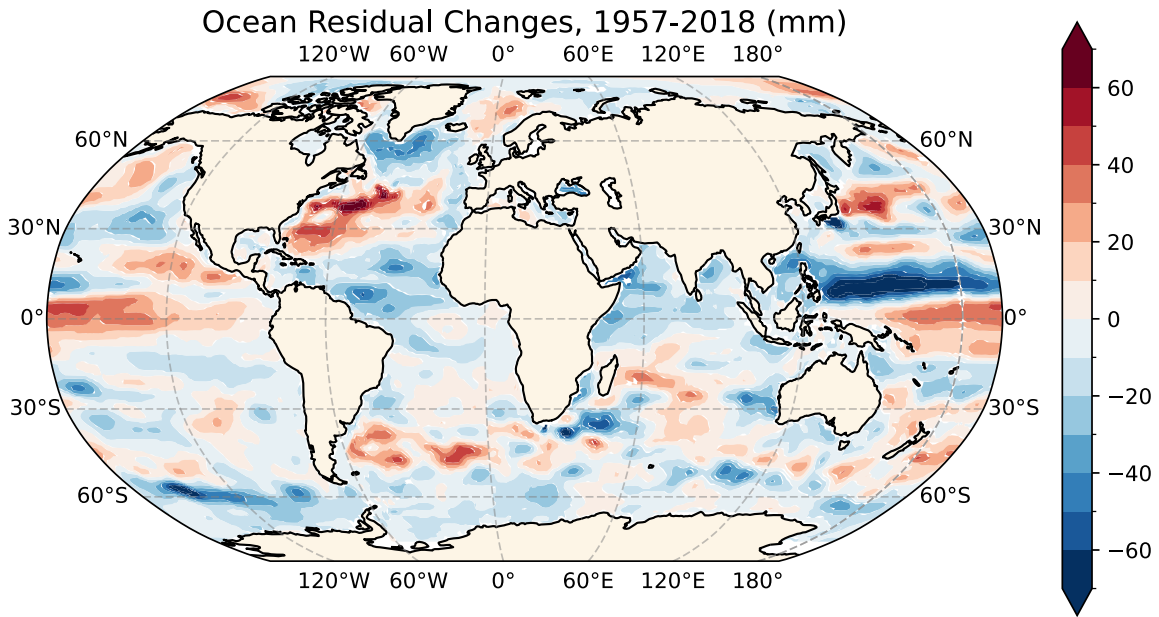 Ocean Residual Changes, 1957-2018 (mm)
120°W 60°W 0° 60°E 120°E 180°
60°N 60°N
30°N 30°N
0° 0°
30°S 30°S
60°S 60°S
120°W 60°W 0° 60°E 120°E 180°
60
40
20
0
−20
−40
−60